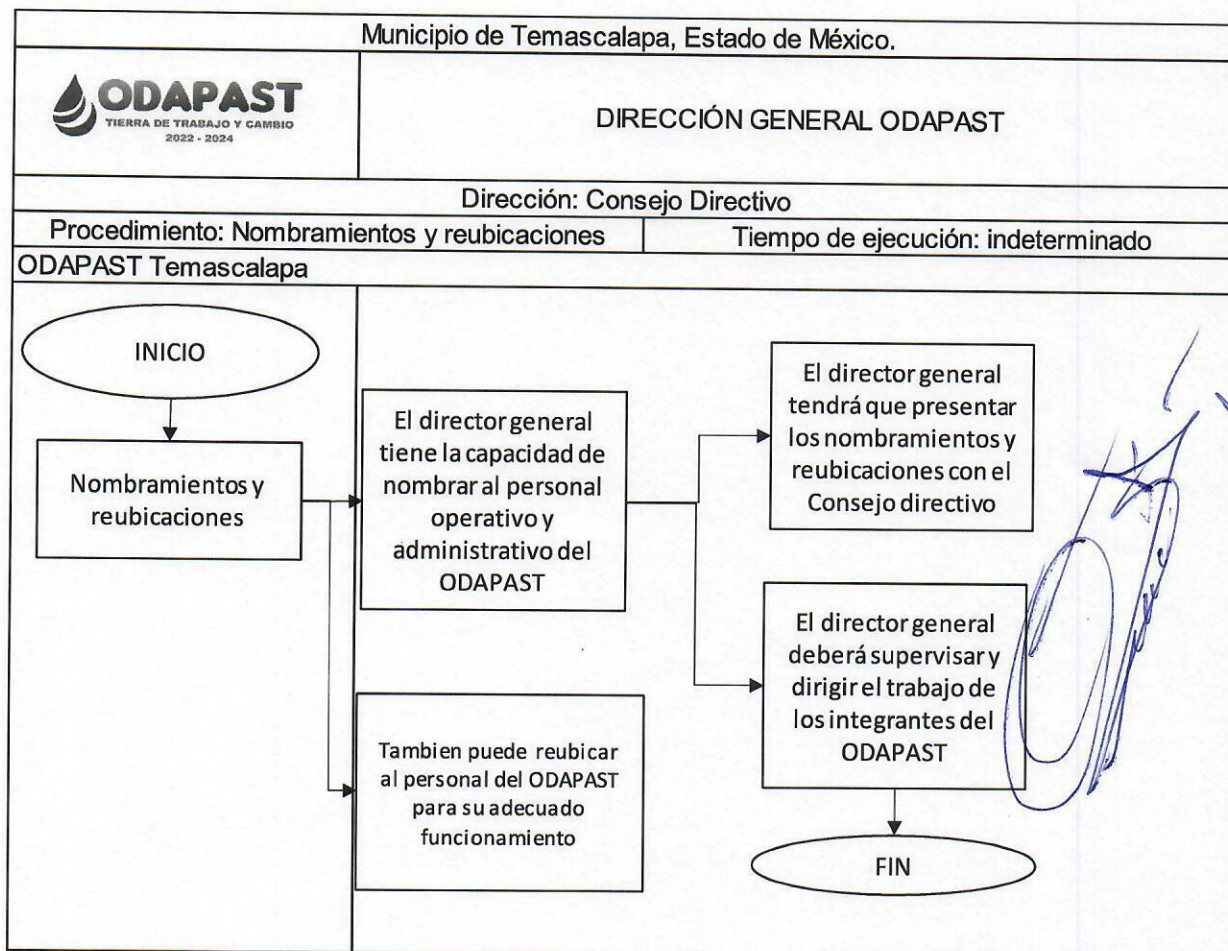 Municipio de Temascalapa, Estado de México.
ODAPAST
TIERRA DE TRABAJO Y CAMBIO
2022 - 2024
DIRECCIÓN GENERAL ODAPAST
Dirección: Consejo Directivo
Procedimiento: Nombramientos y reubicaciones
Tiempo de ejecución: indeterminado
ODAPAST Temascalapa
INICIO
Nombramientos y
reubicaciones
El director general
tiene la capacidad de
nombrar al personal
operativo y
administrativo del
ODAPAST
Tambien puede reubicar
al personal del ODAPAST
para su adecuado
funcionamiento
El director general
tendrá que presentar
los nombramientos y
reubicaciones con el
Consejo directivo
El director general
deberá supervisar y
dirigir el trabajo de
los integrantes del
ODAPAST
FIN